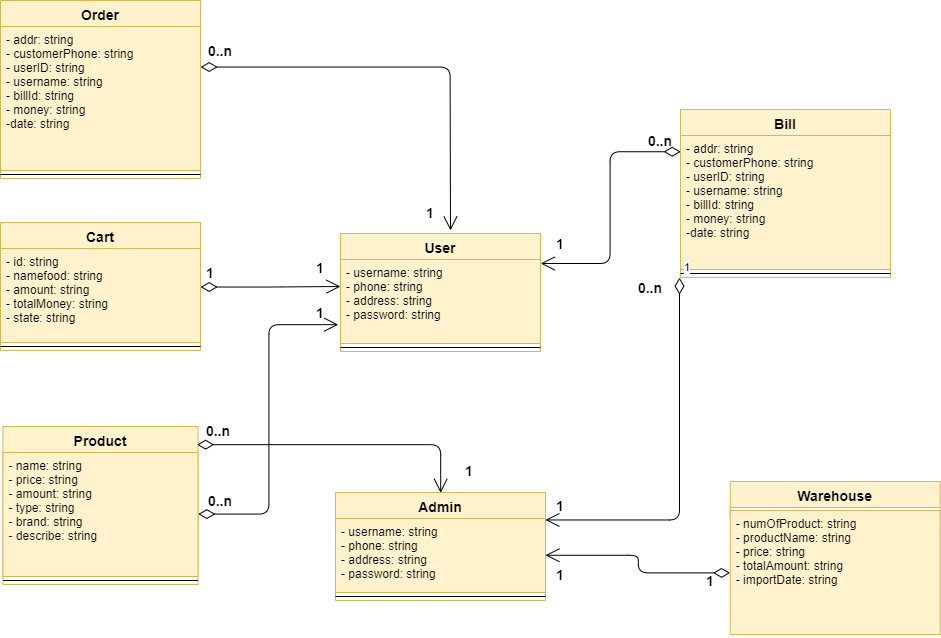 Order
- addr: string
- customerPhone: string
- userID: string
- username: string
- billId: string
- money: string
-date: string
0..n
1
Cart
- id: string
- namefood: string
- amount: string
- totalMoney: string
- state: string
1
1
User
- username: string
- phone: string
- address: string
- password: string
1
1
0..n
Bill
- addr: string
- customerPhone: string
- userID: string
- username: string
- billId: string
- money: string
-date: string
1
0..n
Product
- name: string
- price: string
- amount: string
- type: string
- brand: string
- describe: string
0..n
0..n
1
Admin
- username: string
- phone: string
- address: string
- password: string
1
1
1
Warehouse
- numOfProduct: string
- productName: string
- price: string
- totalAmount: string
- importDate: string